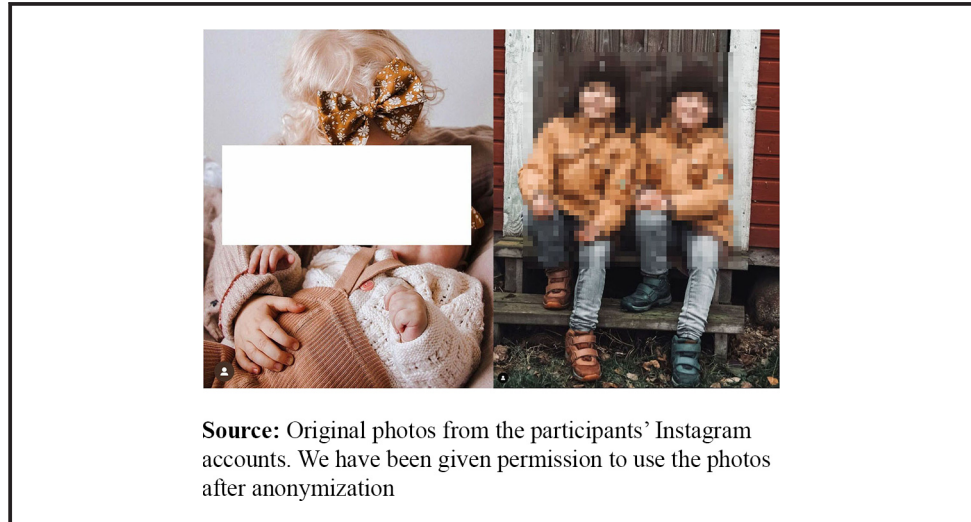 Source: Original photos from the participants’ Instagram
accounts. We have been given permission to use the photos
after anonymization